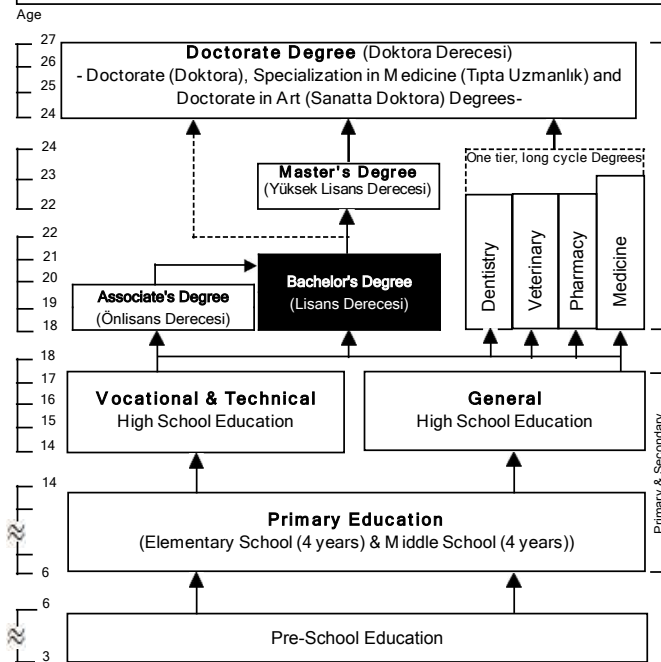 Age
27
26
25
24
Doctorate Degree (Doktora Derecesi)
- Doctorate (Doktora), Specialization in Medicine (Tıpta Uzmanlık) and
Doctorate in Art (Sanatta Doktora) Degrees-
24
23
22
Master's Degree
(Yüksek Lisans Derecesi)
One tier, long cycle Degrees
Dentistry
Veterinary
Pharmacy
Medicine
22
21
20
19
18
Associate's Degree
(Önlisans Derecesi)
Bachelor's Degree
(Lisans Derecesi)
18
17
16
15
14
Vocational & Technical
High School Education
General
High School Education
Primary & Secondary
14
6
Primary Education
(Elementary School (4 years) & Middle School (4 years))
6
3
Pre-School Education